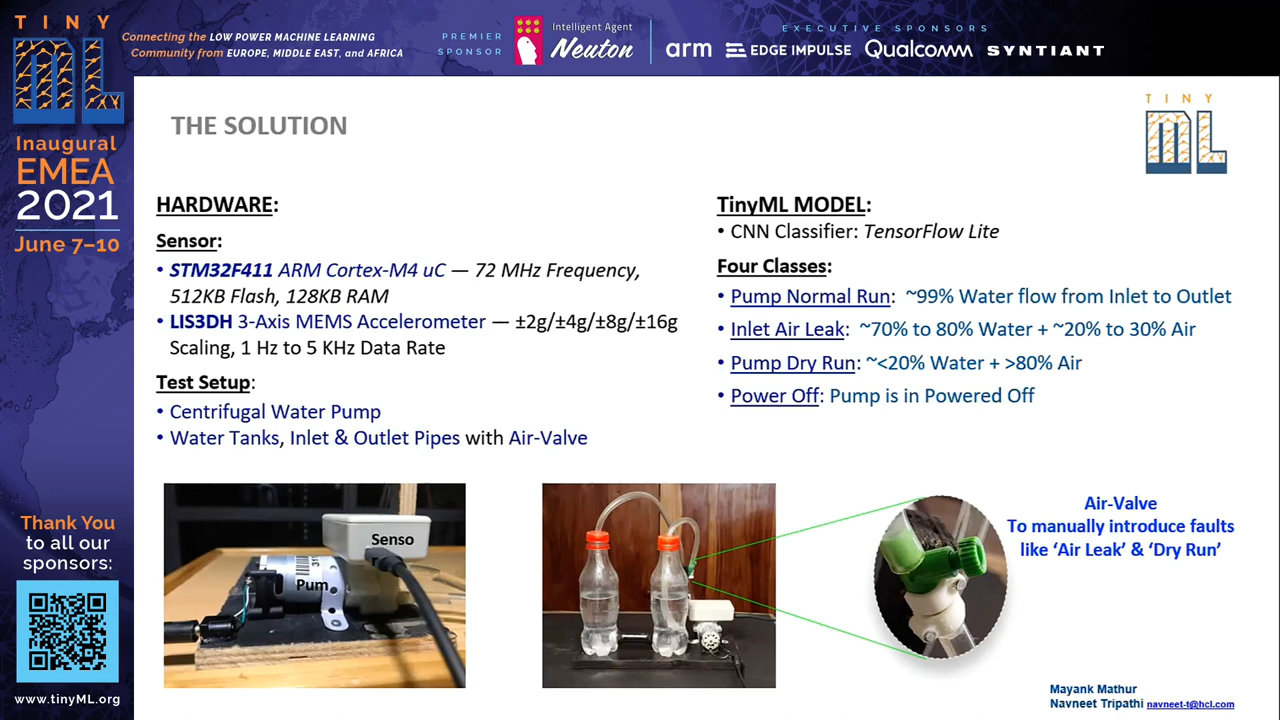 TINY
ML
Connecting the LOW POWER MACHINE LEARNING
Community from EUROPE, MIDDLE EAST, and AFRICA
PREMIER
SPONSOR
Intelligent Agent
Neuton
EXECUTIVE SPONSORS
arm
EDGE IMPULSE
Qualcomm
SYNTIANT
Inaugural
EMEA
2021
June 7–10
Thank You
to all our
sponsors:
www.tinyML.org
THE SOLUTION
TINY
ML
HARDWARE:
Sensor:
• STM32F411 ARM Cortex-M4 uC — 72 MHz Frequency,
512KB Flash, 128KB RAM
• LIS3DH 3-Axis MEMS Accelerometer — ±2g/±4g/±8g/±16g
Scaling, 1 Hz to 5 KHz Data Rate
Test Setup:
• Centrifugal Water Pump
• Water Tanks, Inlet & Outlet Pipes with Air-Valve
TinyML MODEL:
• CNN Classifier: TensorFlow Lite
Four Classes:
• Pump Normal Run: ~99% Water flow from Inlet to Outlet
• Inlet Air Leak: ~70% to 80% Water + ~20% to 30% Air
• Pump Dry Run: ~<20% Water + >80% Air
• Power Off: Pump is in Powered Off
Senso
Pum
Air-Valve
To manually introduce faults
like ‘Air Leak’ & ‘Dry Run’
Mayank Mathur
Navneet Tripathi navneet-t@hcl.com